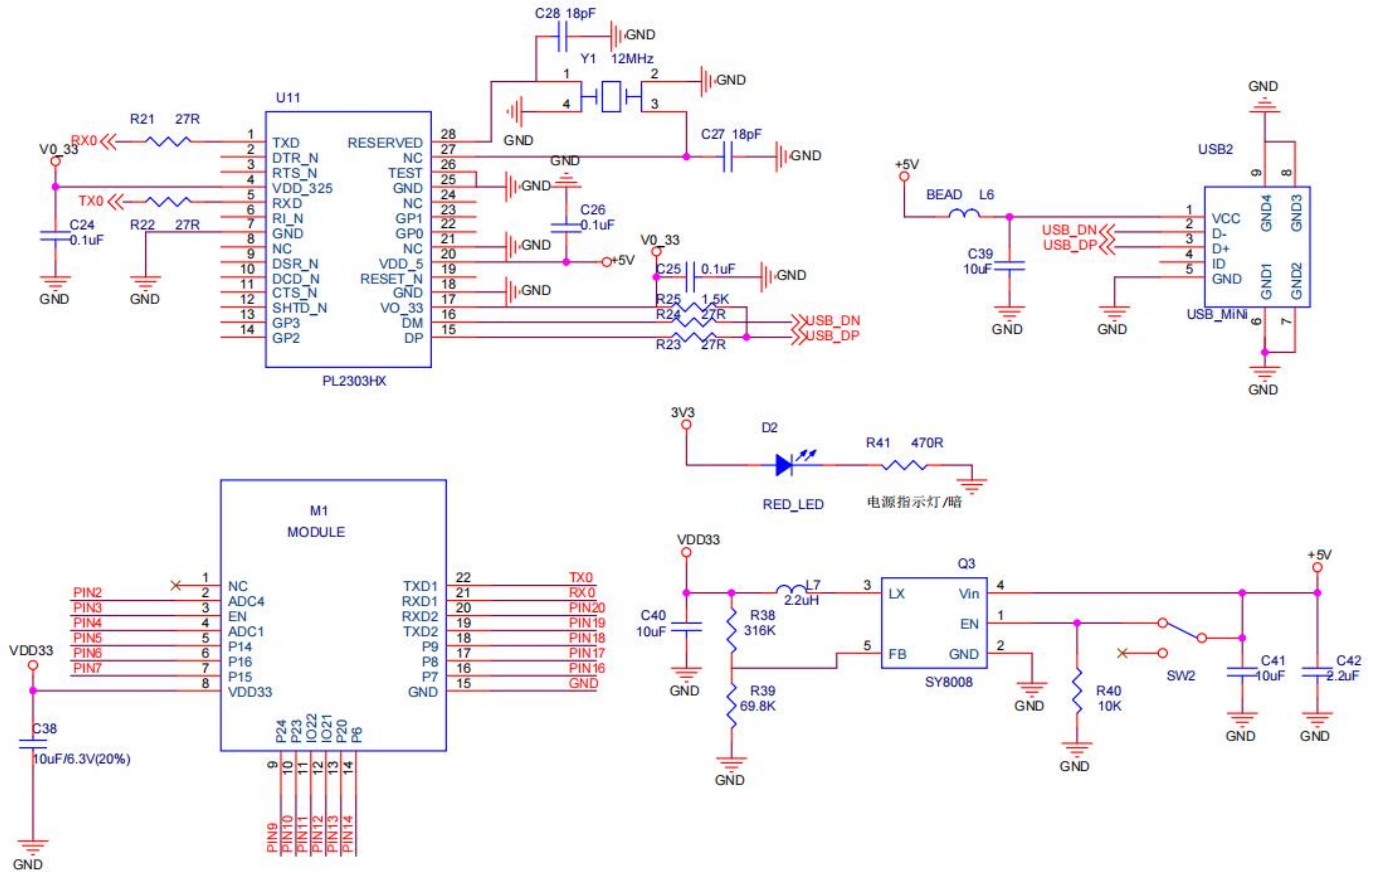 C28 18pF
GND
Y1 12MHz
1
2
GND
4
3
GND
C27 18pF
GND
U11
R21 27R
RX0
V0_33
TX0
R22 27R
C24
0.1uF
GND
GND
1 TXD
2 DTR_N
3 RTS_N
4 VDD_325
5 RXD
6 RI_N
7 GND
8 NC
9 DSR_N
10 DCD_N
11 CTS_N
12 SHTD_N
13 GP3
14 GP2
RESERVED 28
NC 27
TEST 26
GND 25
NC 24
GP1 23
GP0 22
NC 21
VDD_5 20
RESET_N 19
GND 18
VO_33 17
DM 16
DP 15
PL2303HX
GND
GND
C26
0.1uF
GND
+5V
GND
V0_33
C25 0.1uF
GND
R25 1.5K
R24 27R
R23 27R
USB_DN
USB_DP
GND
USB2
9
8
+5V
BEAD L6
C39
10uF
GND
USB_DN
USB_DP
GND
1 VCC
2 D-
3 D+
4 ID
5 GND
GND4
GND3
GND1
GND2
USB_MiNi
6
7
GND
3V3
D2
RED_LED
R41 470R
电源指示灯/暗
M1
MODULE
1 NC
PIN2 2 ADC4
PIN3 3 EN
PIN4 4 ADC1
PIN5 5 P14
PIN6 6 P16
PIN7 7 P15
8 VDD33
VDD33
C38
10uF/6.3V(20%)
GND
TXD1 22 TX0
RXD1 21 RX0
RXD2 20 PIN20
TXD2 19 PIN19
P9 18 PIN18
P8 17 PIN17
P7 16 PIN16
GND 15 GND
P24 9 PIN9
P23 10 PIN10
IO22 11 PIN11
IO21 12 PIN12
P20 13 PIN13
P6 14 PIN14
VDD33
C40
10uF
GND
L7
2.2uH
R38
316K
R39
69.8K
GND
Q3
3 LX
5 FB
Vin 4
EN 1
GND 2
SY8008
GND
R40
10K
GND
SW2
+5V
C41
10uF
GND
C42
2.2uF
GND